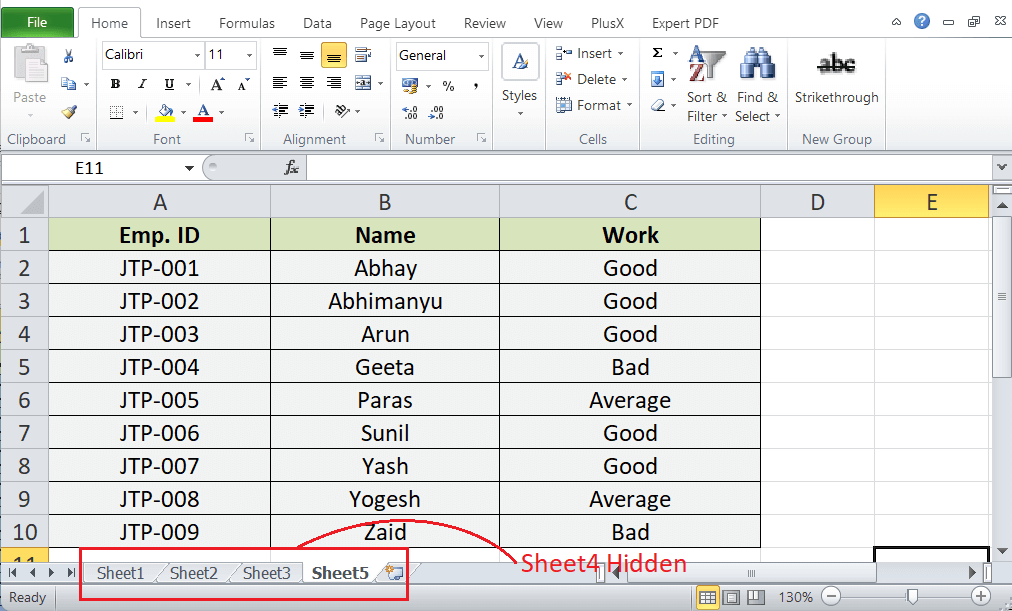 File Home Insert Formulas Data Page Layout Review View PlusX Expert PDF
Calibri 11 General Insert Σ
Delete
Paste B I U A A % , Styles Sort & Find & Strikethrough
A Format Filter Select
Clipboard Font Alignment Number Cells Editing New Group
E11 fx
A B C D E
1 Emp. ID Name Work
2 JTP-001 Abhay Good
3 JTP-002 Abhimanyu Good
4 JTP-003 Arun Good
5 JTP-004 Geeta Bad
6 JTP-005 Paras Average
7 JTP-006 Sunil Good
8 JTP-007 Yash Good
9 JTP-008 Yogesh Average
10 JTP-009 Zaid Bad
11
Sheet1 Sheet2 Sheet3 Sheet5 Sheet4 Hidden
Ready 130%